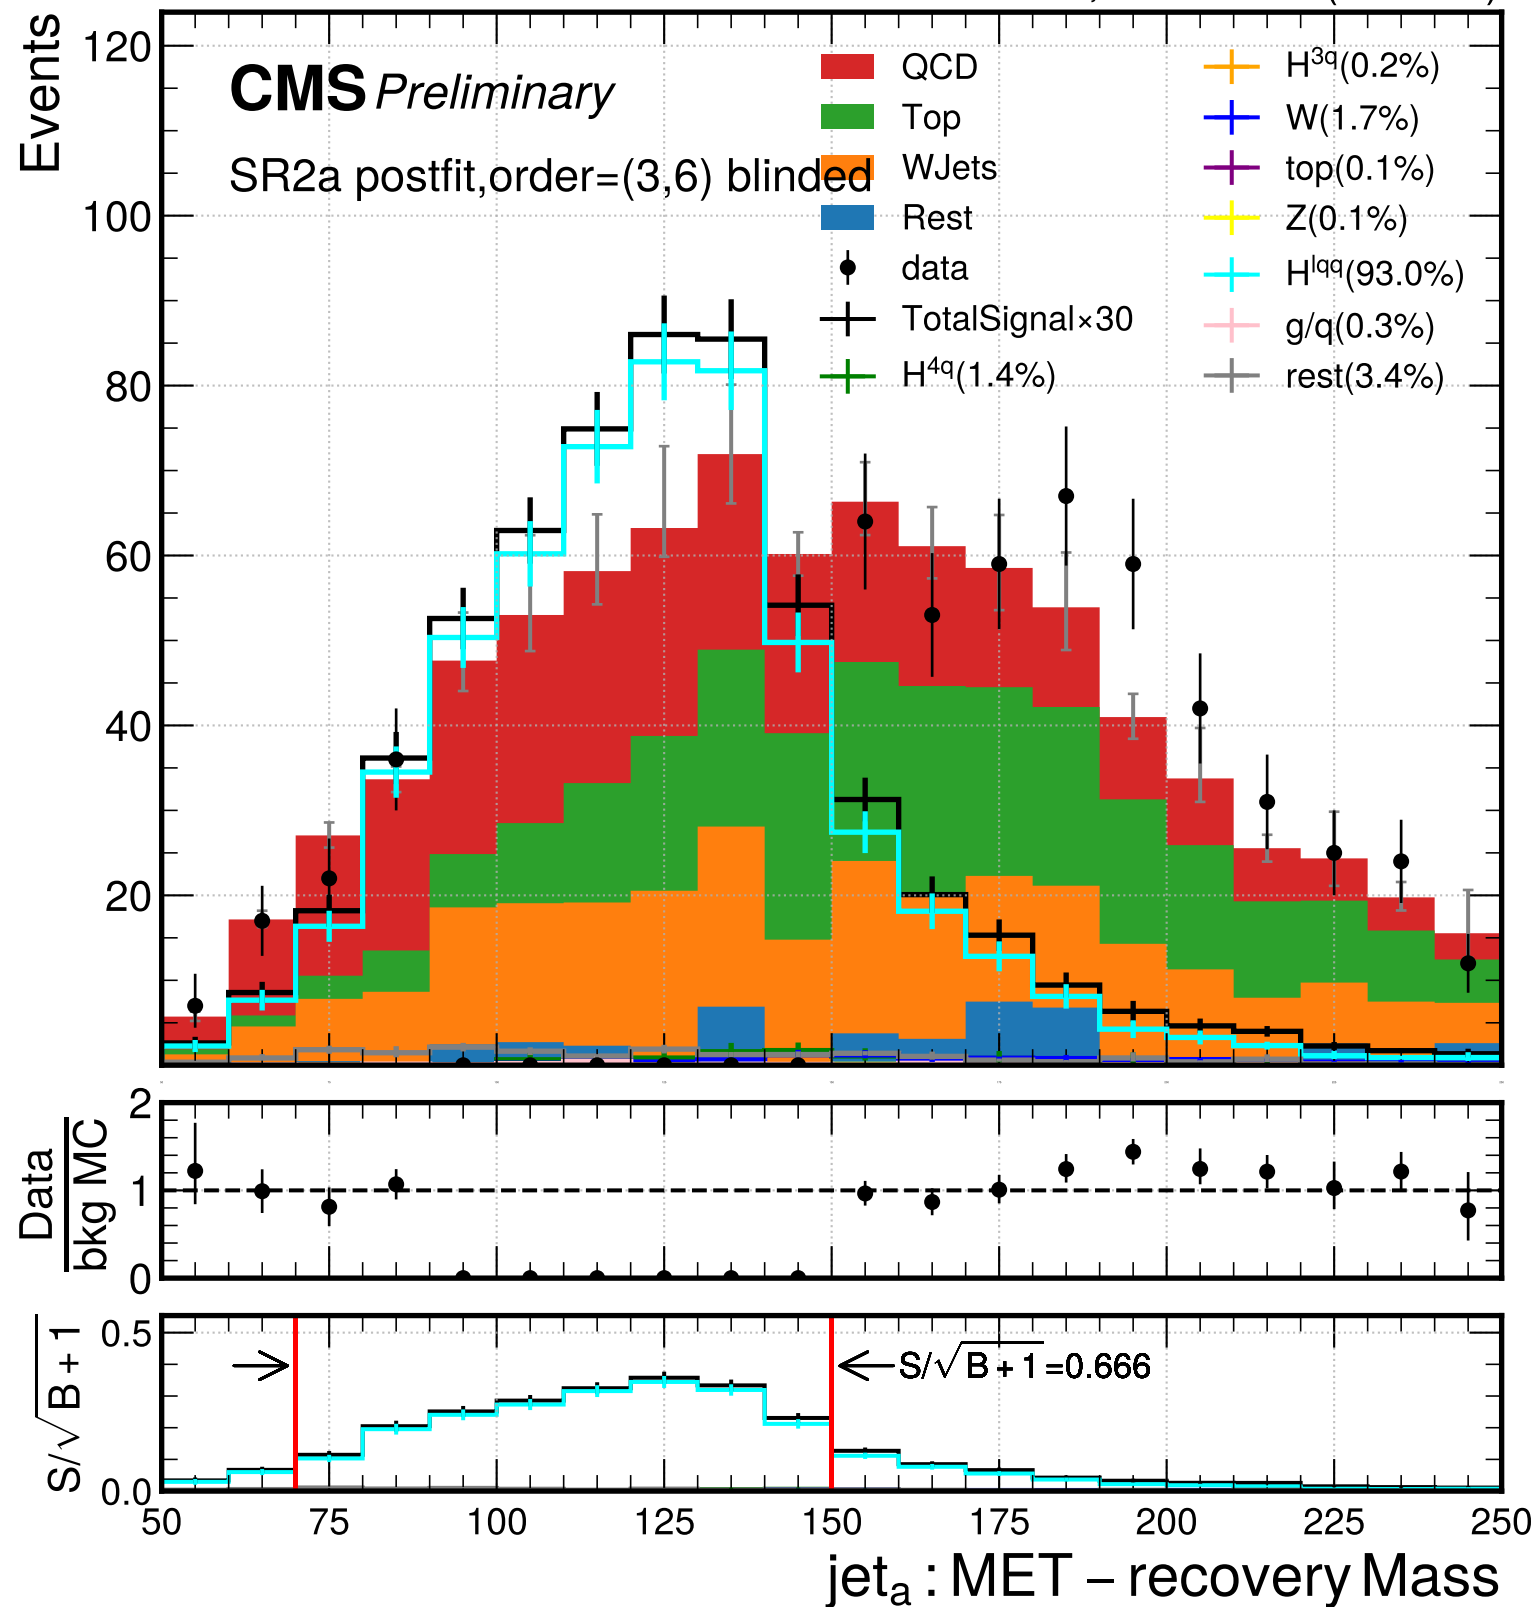 Events
120
100
80
60
40
20
CMS Preliminary
SR2a postfit,order=(3,6) blinded
QCD
Top
WJets
Rest
data
TotalSignal×30
H⁴ᑫ(1.4%)
H³ᑫ(0.2%)
W(1.7%)
top(0.1%)
Z(0.1%)
Hˡᑫᑫ(93.0%)
g/q(0.3%)
rest(3.4%)
Data
bkg MC
2
1
0
S/√B+1
0.5
0.0
S/√B+1=0.666
50 75 100 125 150 175 200 225 250
jetₐ : MET – recovery Mass